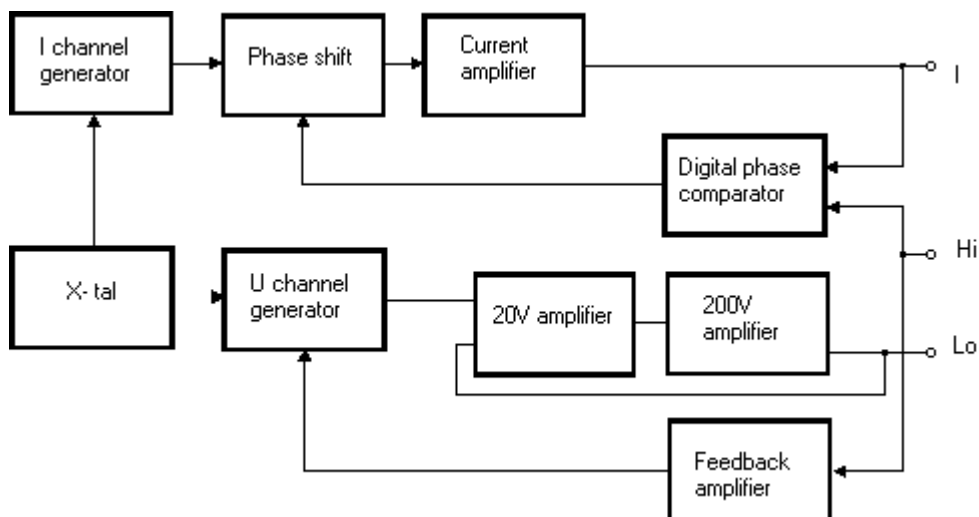 I channel
generator
Phase shift
Current
amplifier
I
Digital phase
comparator
Hi
X- tal
U channel
generator
20V amplifier
200V
amplifier
Lo
Feedback
amplifier